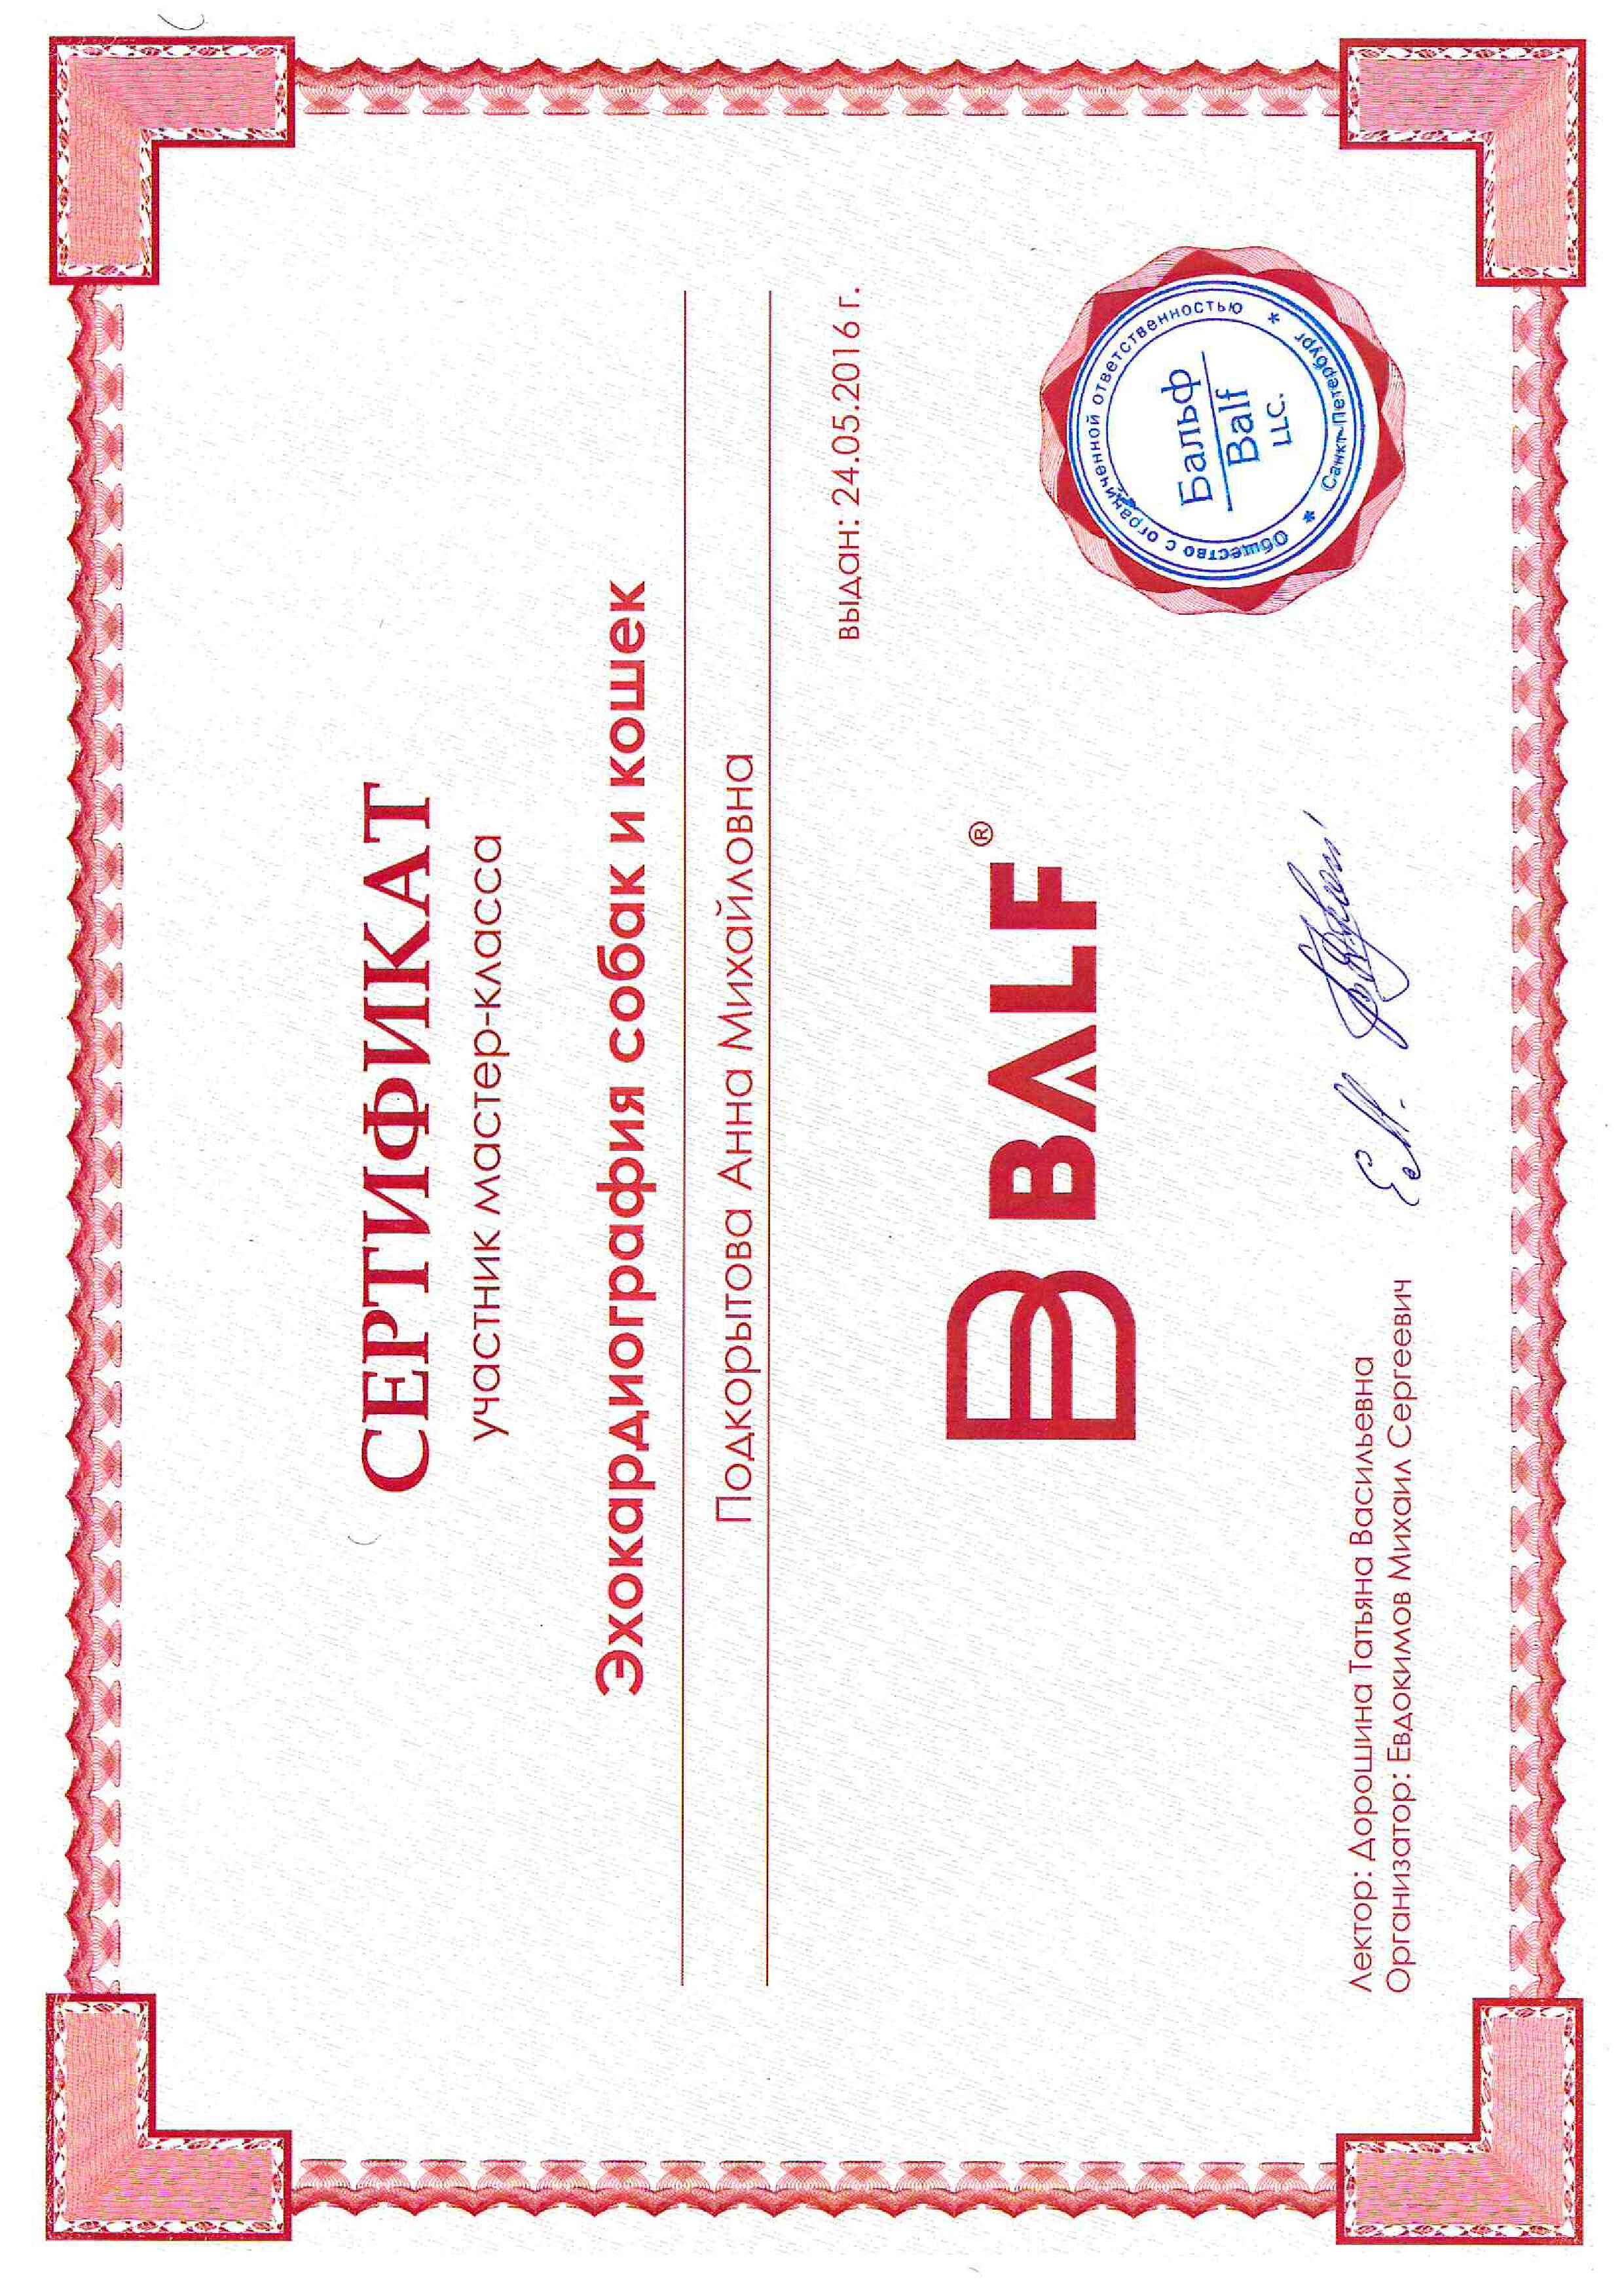 СЕРТИФИКАТ
участник мастер-класса
Эхокардиография собак и кошек
Подкорытова Анна Михайловна
выдан: 24.05.2016 г.
B BALF®
Общество с ограниченной ответственностью
Бальф
Balf
LLC.
* Санкт-Петербург *
Лектор: Дорошина Татьяна Васильевна
Организатор: Евдокимов Михаил Сергеевич